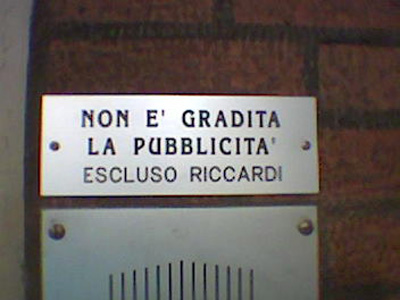 NON E' GRADITA
LA PUBBLICITA'
ESCLUSO RICCARDI